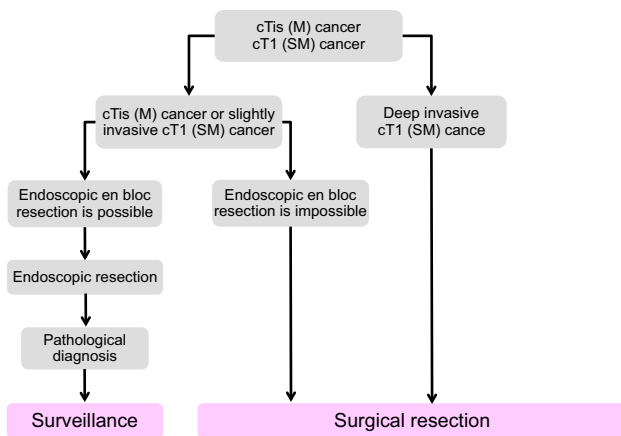 cTis (M) cancer
cT1 (SM) cancer
cTis (M) cancer or slightly
invasive cT1 (SM) cancer
Deep invasive
cT1 (SM) cance
Endoscopic en bloc
resection is possible
Endoscopic en bloc
resection is impossible
Endoscopic resection
Pathological
diagnosis
Surveillance
Surgical resection